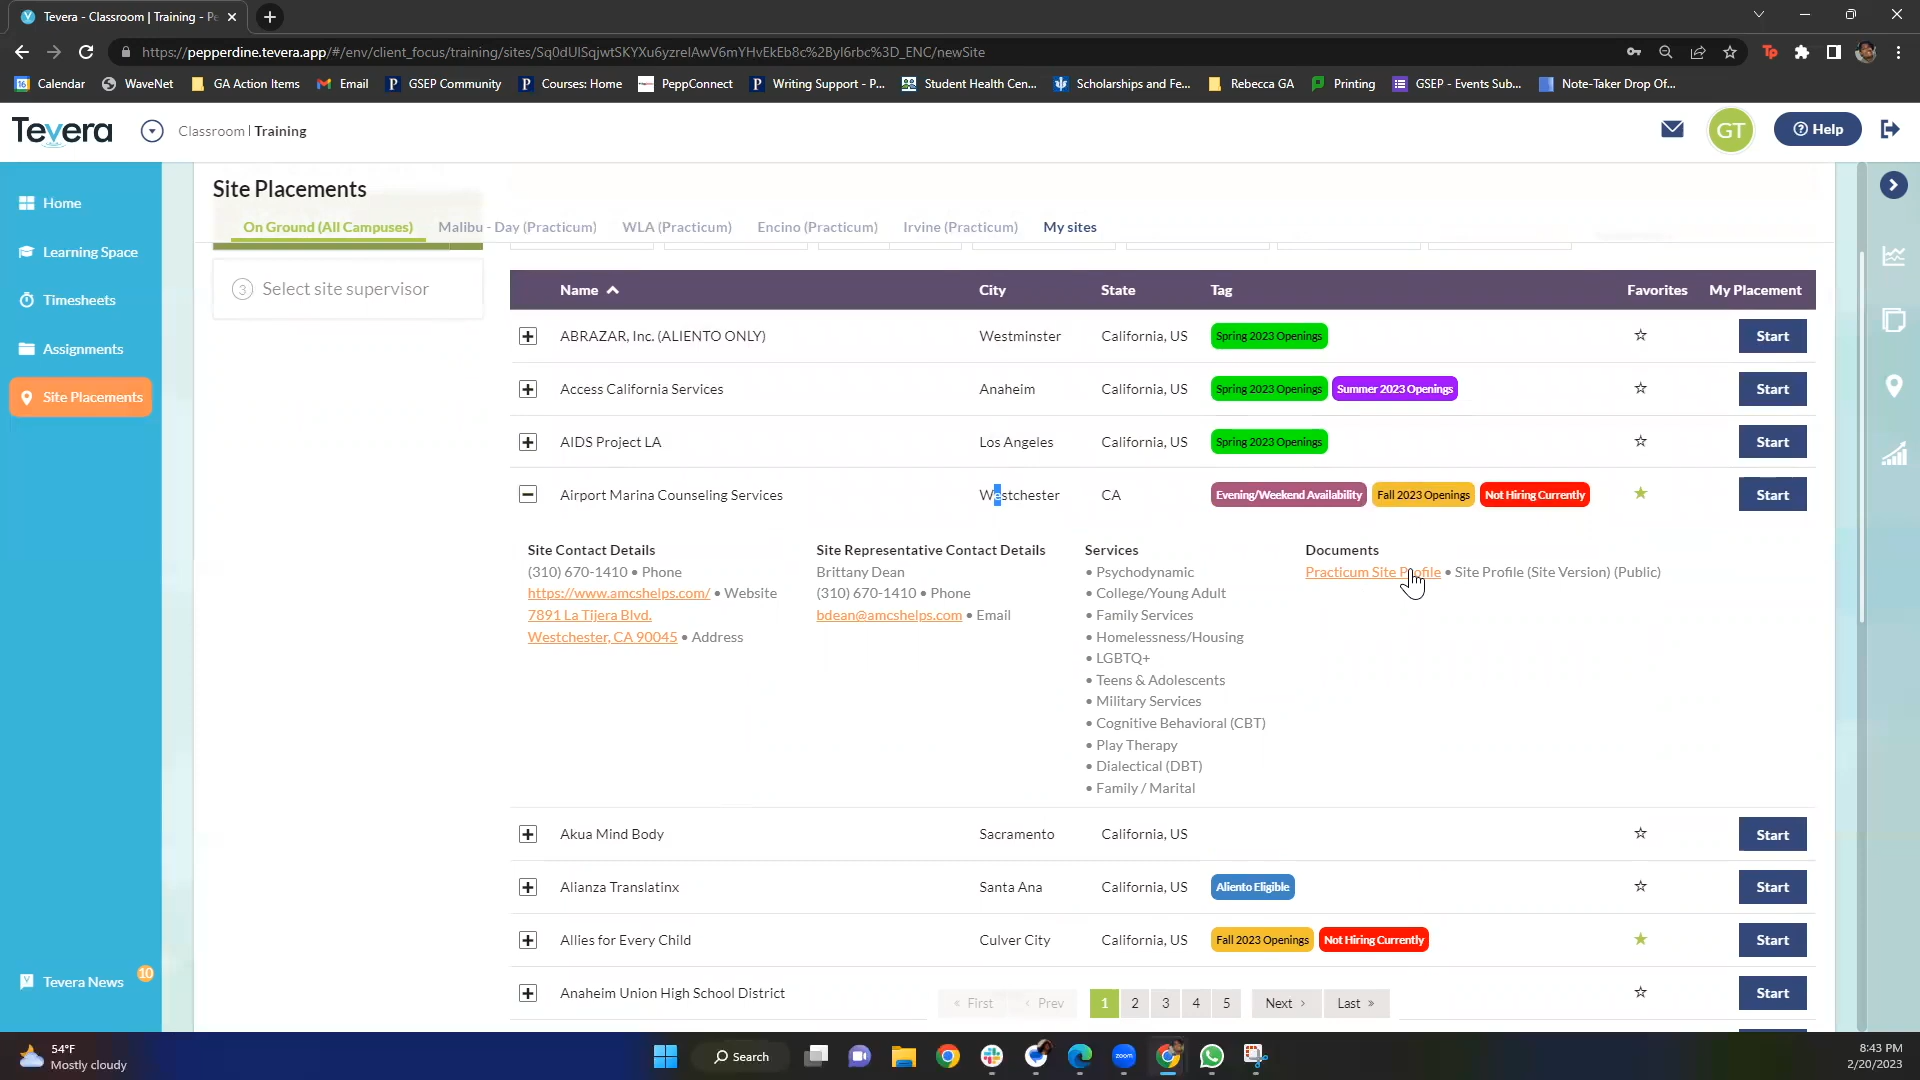 Tevera - Classroom | Training - Pe
https://pepperdine.tevera.app/#/env/client_focus/training/sites/Sq0dUlSqjwtSKYXu6yzrelAwV6mYHvEkEb8c%2Byl6rbc%3D_ENC/newSite
Calendar WaveNet GA Action Items Email GSEP Community Courses: Home PeppConnect Writing Support - P... Student Health Cen... Scholarships and Fe... Rebecca GA Printing GSEP - Events Sub... Note-Taker Drop Of...
Tevera Classroom | Training GT Help
Site Placements
On Ground (All Campuses) Malibu - Day (Practicum) WLA (Practicum) Encino (Practicum) Irvine (Practicum) My sites
Home
Learning Space
Timesheets
Assignments
Site Placements
Tevera News 10
3 Select site supervisor
Name City State Tag Favorites My Placement
ABRAZAR, Inc. (ALIENTO ONLY) Westminster California, US Spring 2023 Openings Start
Access California Services Anaheim California, US Spring 2023 Openings Summer 2023 Openings Start
AIDS Project LA Los Angeles California, US Spring 2023 Openings Start
Airport Marina Counseling Services Westchester CA Evening/Weekend Availability Fall 2023 Openings Not Hiring Currently Start
Site Contact Details
(310) 670-1410 • Phone
https://www.amcshelps.com/ • Website
7891 La Tijera Blvd.
Westchester, CA 90045 • Address
Site Representative Contact Details
Brittany Dean
(310) 670-1410 • Phone
bdean@amcshelps.com • Email
Services
• Psychodynamic
• College/Young Adult
• Family Services
• Homelessness/Housing
• LGBTQ+
• Teens & Adolescents
• Military Services
• Cognitive Behavioral (CBT)
• Play Therapy
• Dialectical (DBT)
• Family / Marital
Documents
Practicum Site Profile • Site Profile (Site Version) (Public)
Akua Mind Body Sacramento California, US Start
Alianza Translatinx Santa Ana California, US Aliento Eligible Start
Allies for Every Child Culver City California, US Fall 2023 Openings Not Hiring Currently Start
Anaheim Union High School District Start
« First ‹ Prev 1 2 3 4 5 Next › Last »
54°F
Mostly cloudy
Search
zoom
8:43 PM
2/20/2023